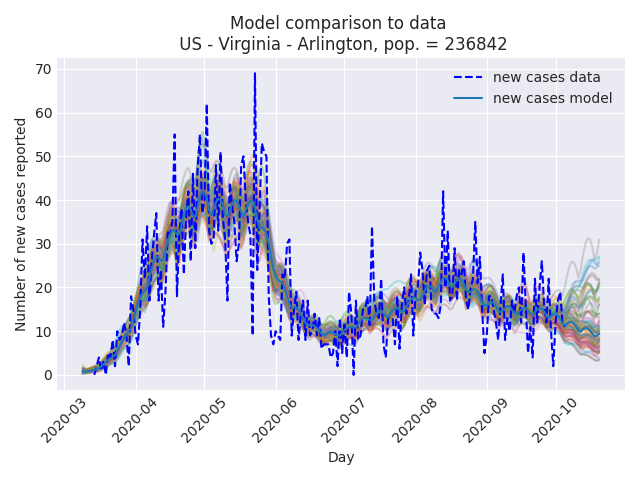 Model comparison to data
US - Virginia - Arlington, pop. = 236842
new cases data
new cases model
Number of new cases reported
70
60
50
40
30
20
10
0
2020-03
2020-04
2020-05
2020-06
2020-07
2020-08
2020-09
2020-10
Day